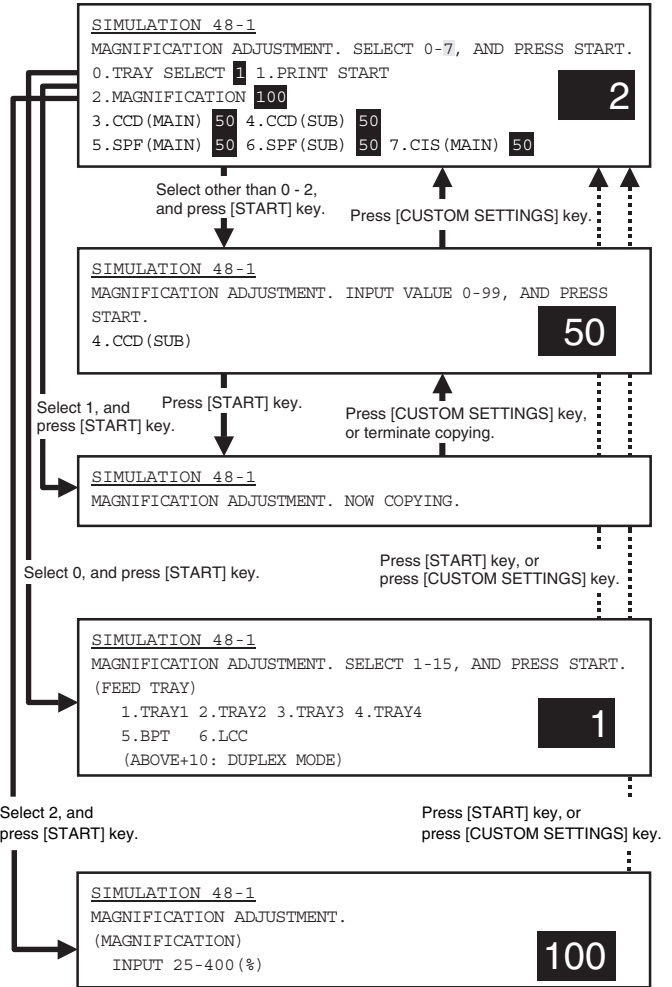 SIMULATION 48-1
MAGNIFICATION ADJUSTMENT. SELECT 0-7, AND PRESS START.
0.TRAY SELECT 1 1.PRINT START
2.MAGNIFICATION 100
2
3.CCD(MAIN) 50 4.CCD(SUB) 50
5.SPF(MAIN) 50 6.SPF(SUB) 50 7.CIS(MAIN) 50
Select other than 0 - 2,
and press [START] key.
Press [CUSTOM SETTINGS] key.
SIMULATION 48-1
MAGNIFICATION ADJUSTMENT. INPUT VALUE 0-99, AND PRESS
START.
4.CCD(SUB)
50
Select 1, and
press [START] key.
Press [START] key.
Press [CUSTOM SETTINGS] key,
or terminate copying.
SIMULATION 48-1
MAGNIFICATION ADJUSTMENT. NOW COPYING.
Select 0, and press [START] key.
Press [START] key, or
press [CUSTOM SETTINGS] key.
SIMULATION 48-1
MAGNIFICATION ADJUSTMENT. SELECT 1-15, AND PRESS START.
(FEED TRAY)
1.TRAY1 2.TRAY2 3.TRAY3 4.TRAY4
5.BPT 6.LCC
(ABOVE+10: DUPLEX MODE)
1
Select 2, and
press [START] key.
Press [START] key, or
press [CUSTOM SETTINGS] key.
SIMULATION 48-1
MAGNIFICATION ADJUSTMENT.
(MAGNIFICATION)
INPUT 25-400(%)
100